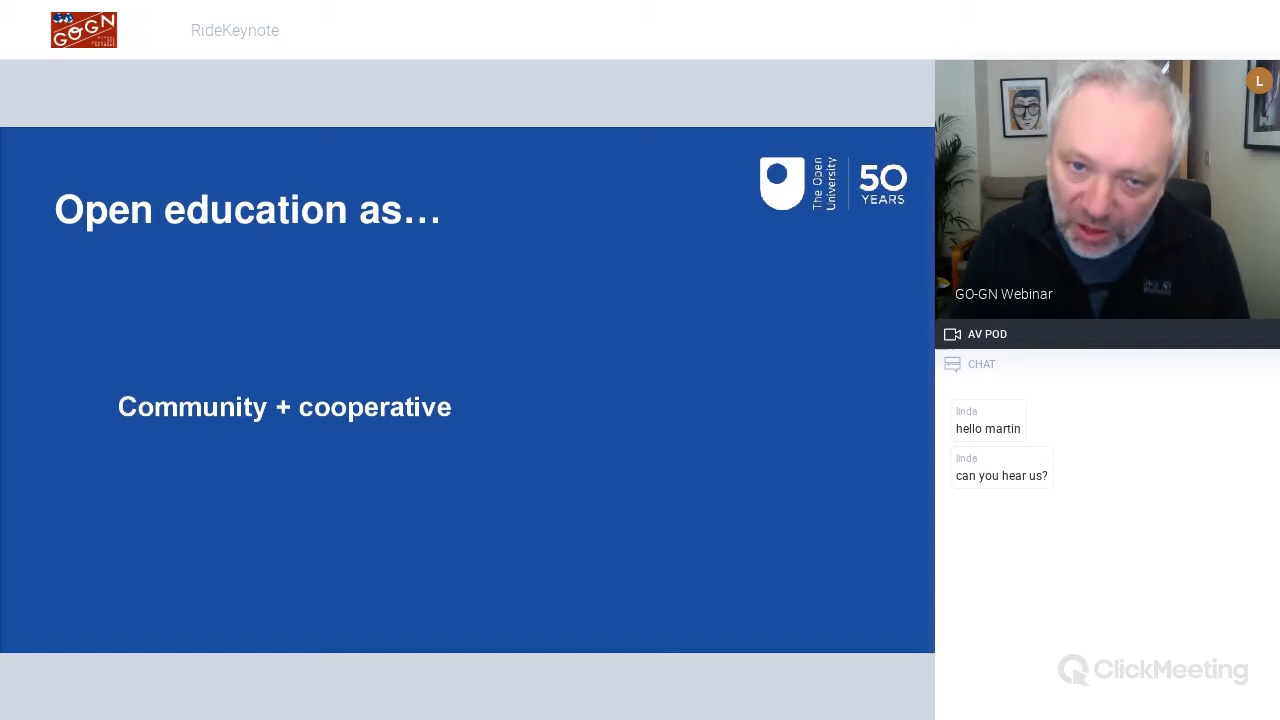 GO-GN
RideKeynote
Open education as…
The Open
University
50
YEARS
Community + cooperative
L
GO-GN Webinar
AV POD
CHAT
linda
hello martin
linda
can you hear us?
ClickMeeting